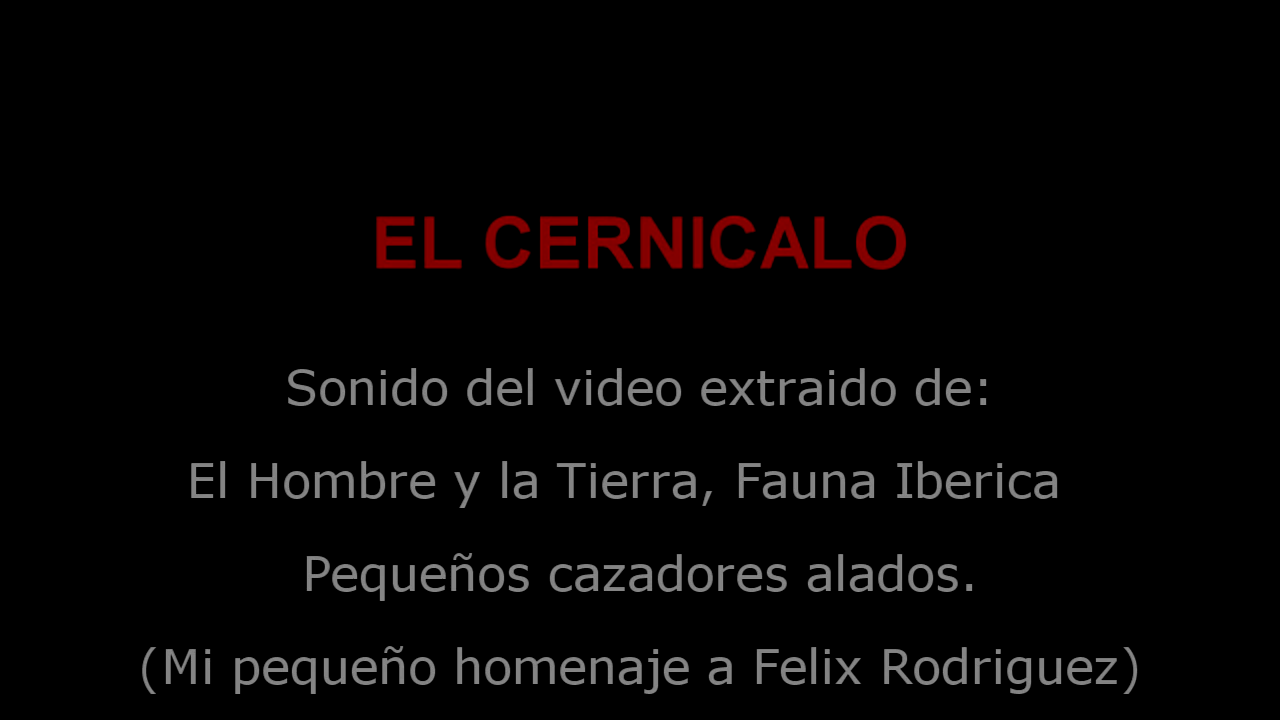 EL CERNICALO
Sonido del video extraido de:
El Hombre y la Tierra, Fauna Iberica
Pequeños cazadores alados.
(Mi pequeño homenaje a Felix Rodriguez)